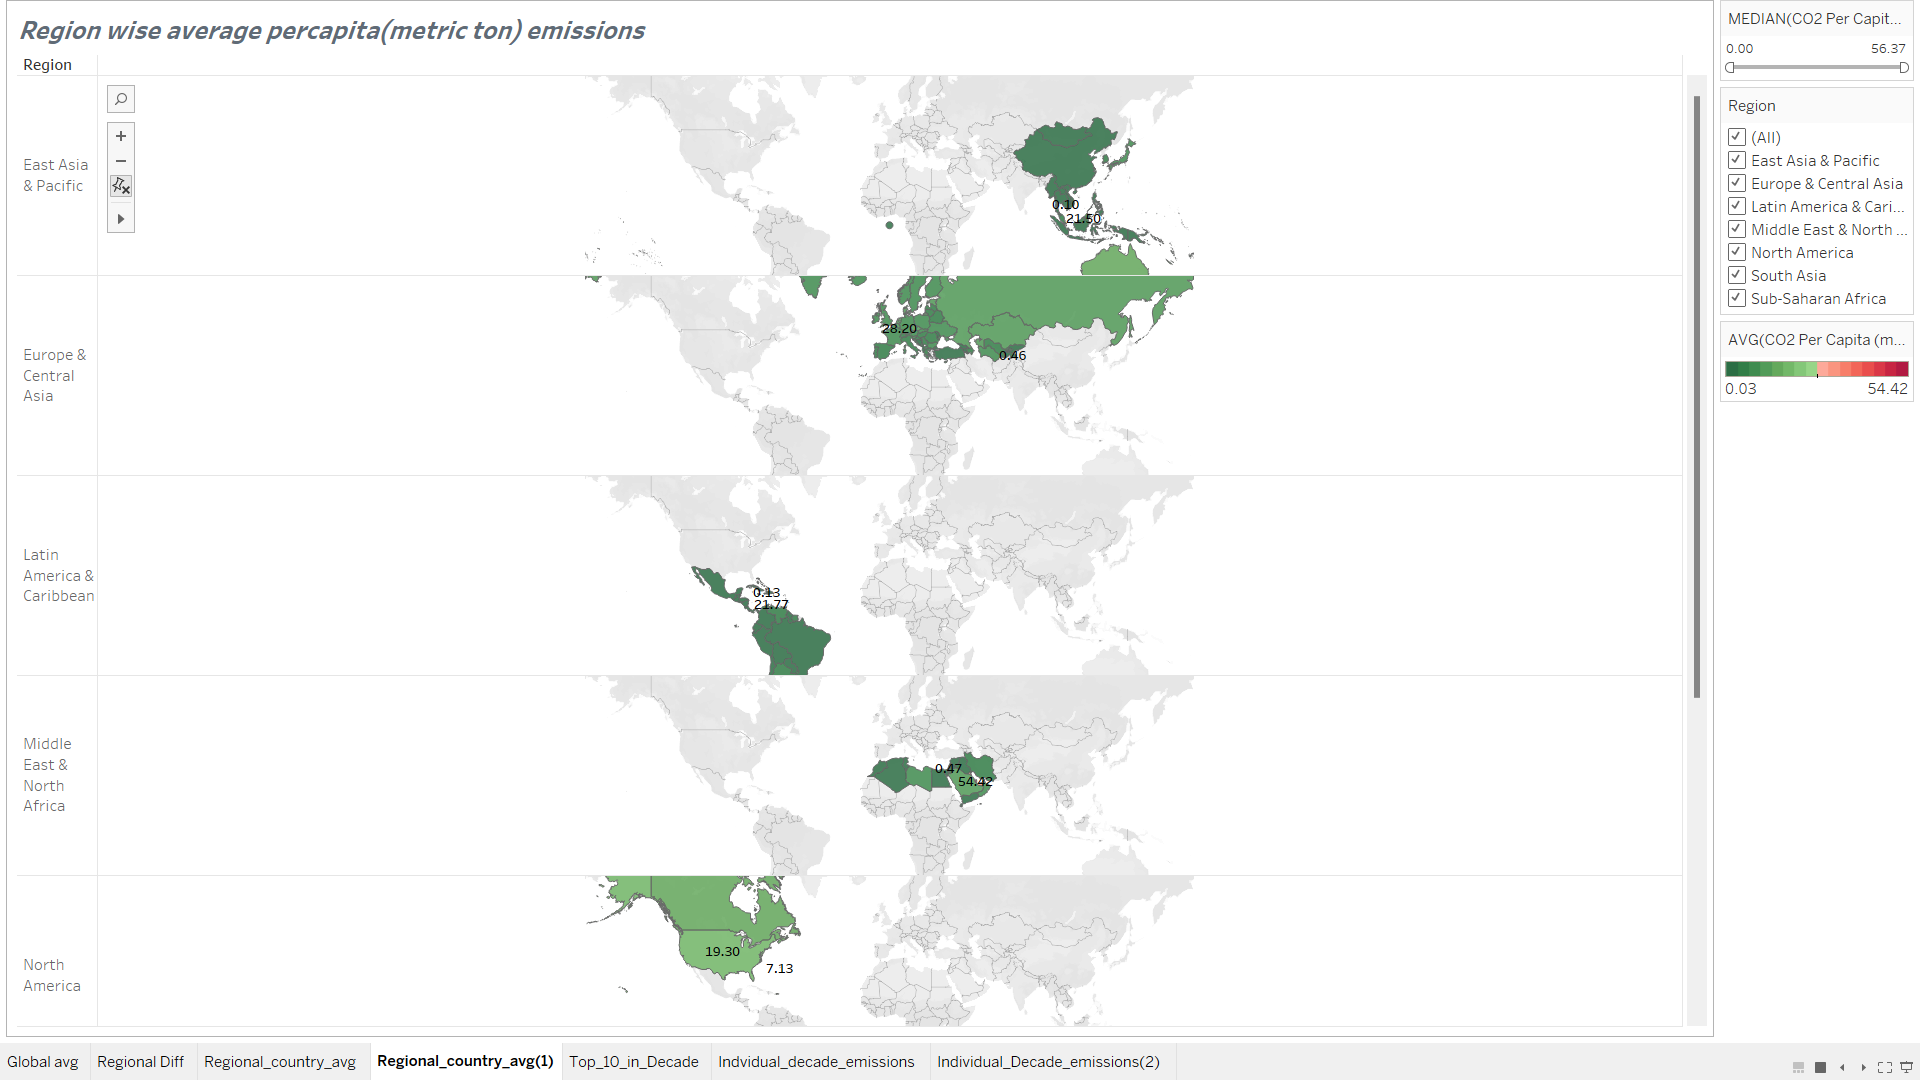 Region wise average percapita(metric ton) emissions
Region
East Asia
& Pacific
0.10
21.50
Europe &
Central
Asia
28.20
0.46
Latin
America &
Caribbean
0.13
21.77
Middle
East &
North
Africa
0.47
54.42
North
America
19.30
7.13
MEDIAN(CO2 Per Capit...
0.00 56.37
Region
(All)
East Asia & Pacific
Europe & Central Asia
Latin America & Cari...
Middle East & North ...
North America
South Asia
Sub-Saharan Africa
AVG(CO2 Per Capita (m...
0.03 54.42
Global avg Regional Diff Regional_country_avg Regional_country_avg(1) Top_10_in_Decade Indvidual_decade_emissions Individual_Decade_emissions(2)